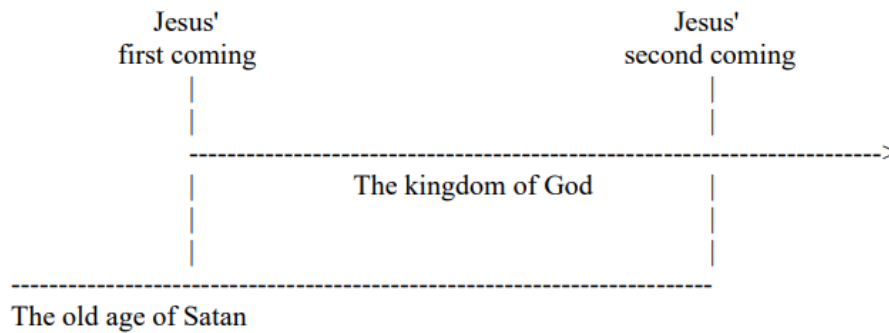 Jesus'
first coming
Jesus'
second coming
The kingdom of God
The old age of Satan